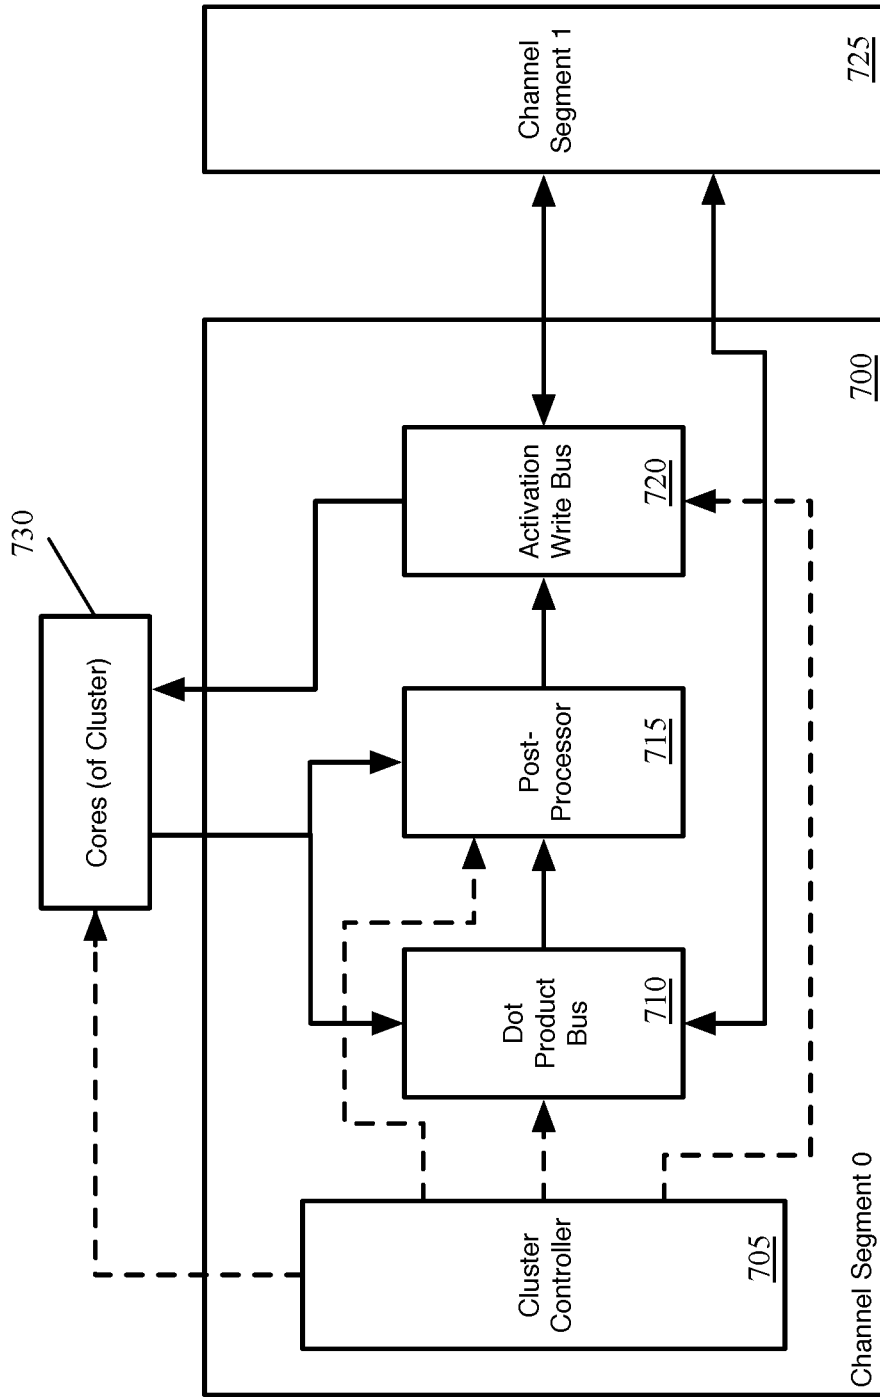 730
Cores (of Cluster)
Cluster
Controller
705
Dot
Product
Bus
710
Post-
Processor
715
Activation
Write Bus
720
Channel
Segment 1
725
Channel Segment 0
700